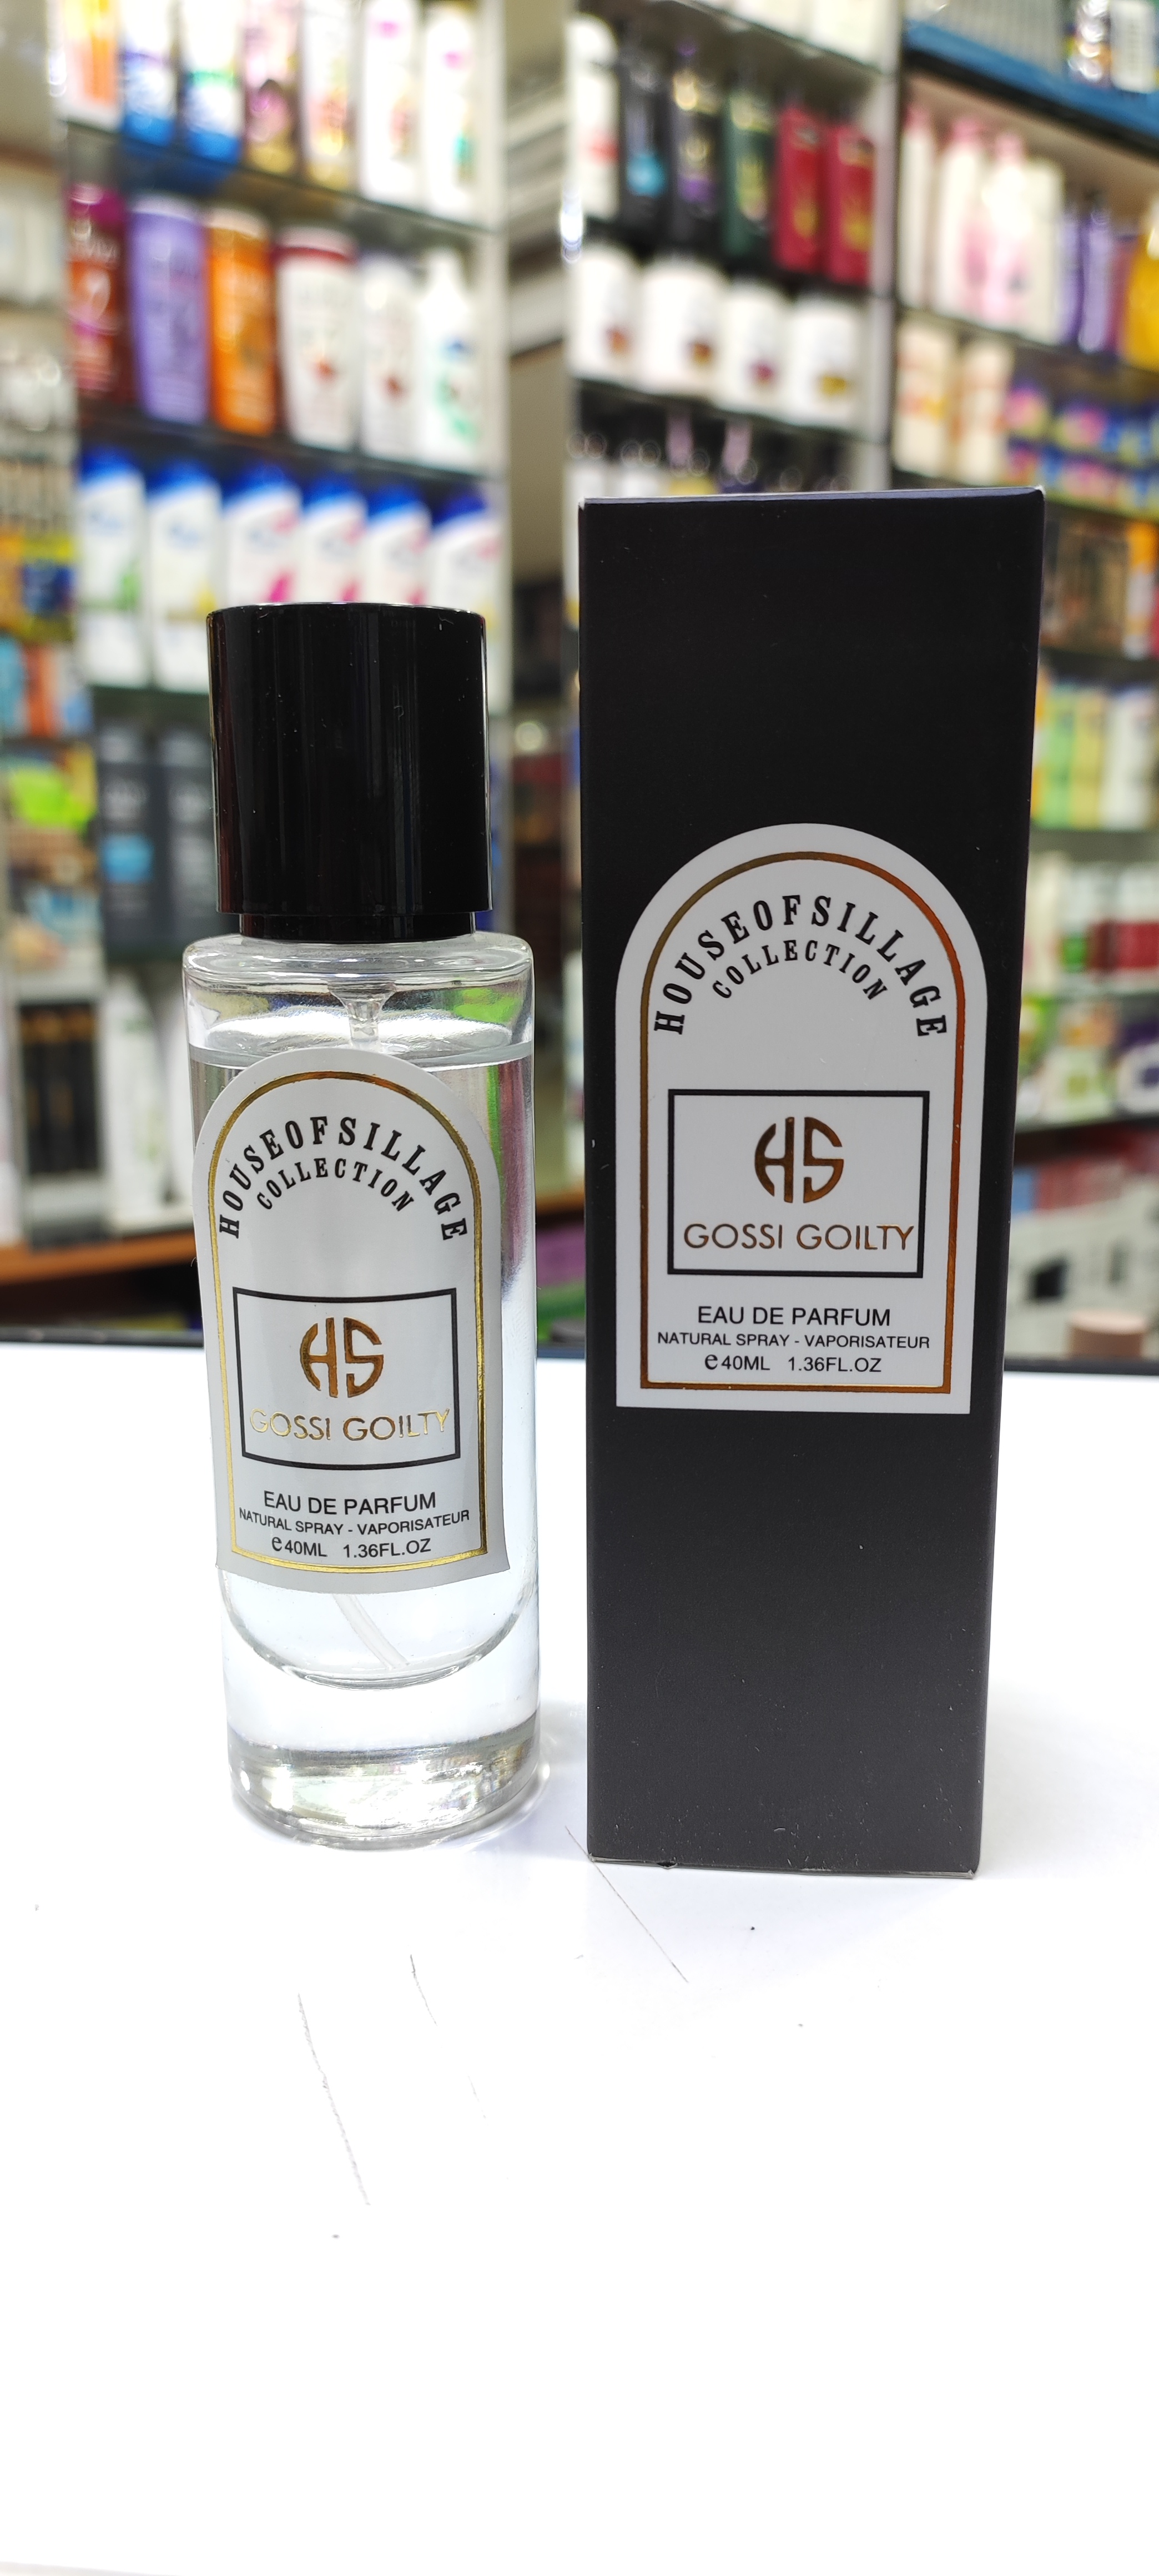 HOUSEOFSILLAGE
COLLECTION
HS
GOSSI GOILTY
EAU DE PARFUM
NATURAL SPRAY - VAPORISATEUR
e 40ML 1.36FL.OZ
HOUSEOFSILLAGE
COLLECTION
HS
GOSSI GOILTY
EAU DE PARFUM
NATURAL SPRAY - VAPORISATEUR
e 40ML 1.36FL.OZ